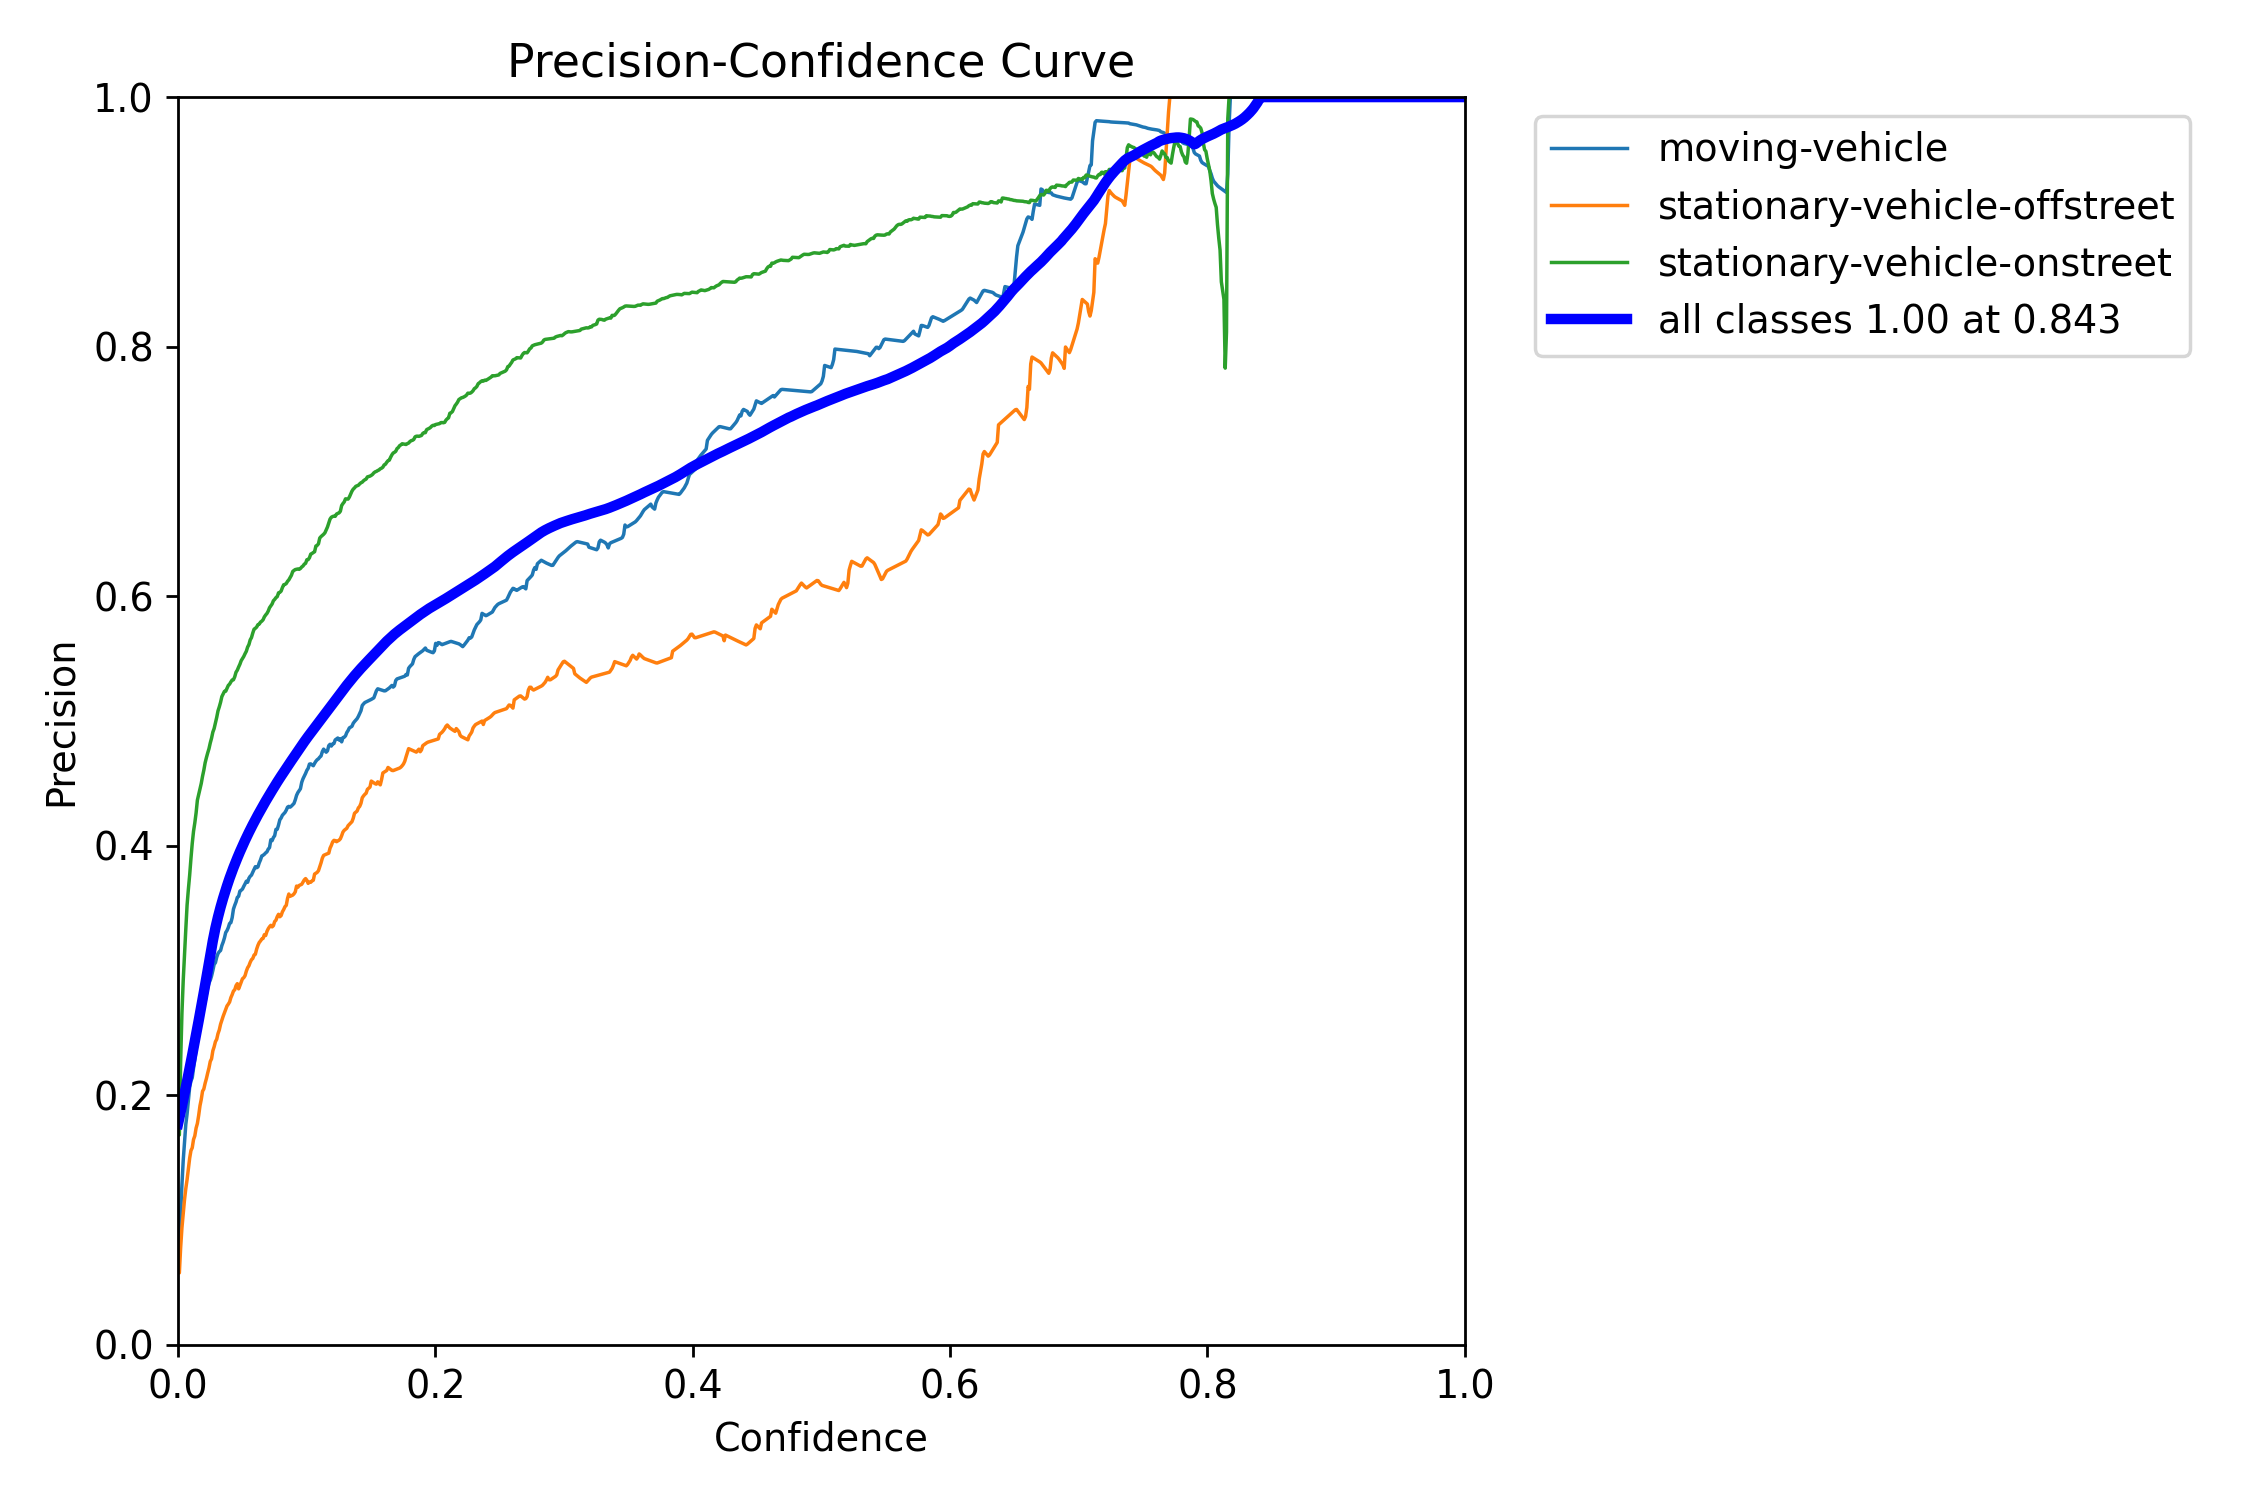 Precision-Confidence Curve
1.0
0.8
0.6
0.4
0.2
0.0
Precision
0.0 0.2 0.4 0.6 0.8 1.0
Confidence
moving-vehicle
stationary-vehicle-offstreet
stationary-vehicle-onstreet
all classes 1.00 at 0.843